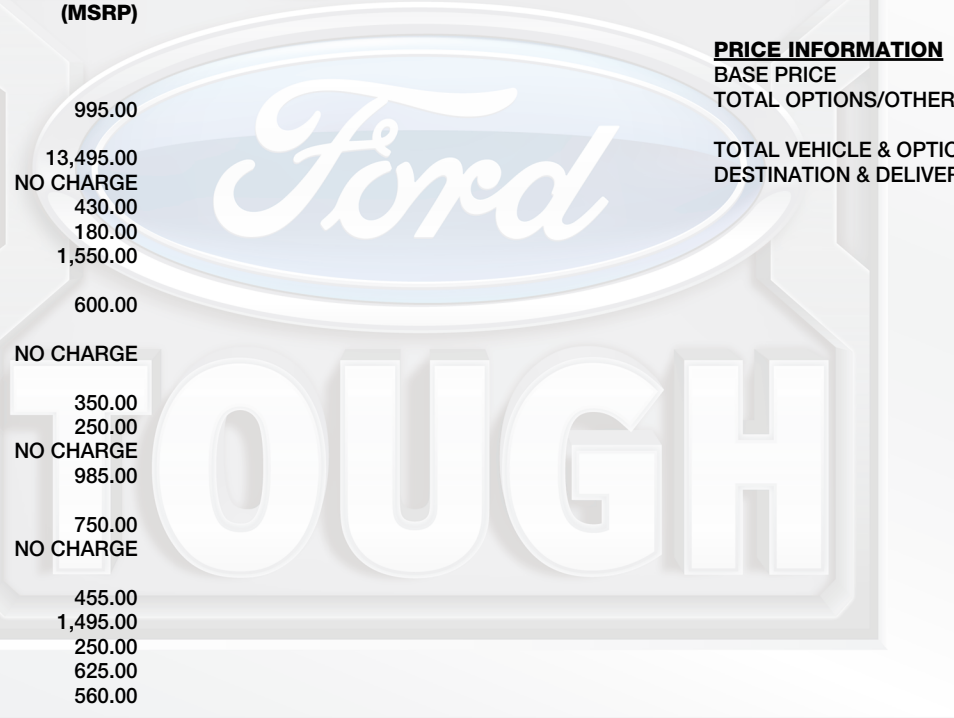 (MSRP)
995.00
13,495.00
NO CHARGE
430.00
180.00
1,550.00
600.00
NO CHARGE
350.00
250.00
NO CHARGE
985.00
750.00
NO CHARGE
455.00
1,495.00
250.00
625.00
560.00
PRICE INFORMATION
BASE PRICE
TOTAL OPTIONS/OTHER
TOTAL VEHICLE & OPTIO
DESTINATION & DELIVER
Ford
TOUGH